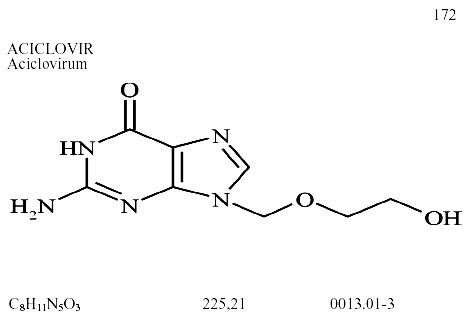 172
ACICLOVIR
Aciclovirum
O
HN
N
H₂N
N
N
O
OH
C₈H₁₁N₅O₃ 225,21 0013.01-3